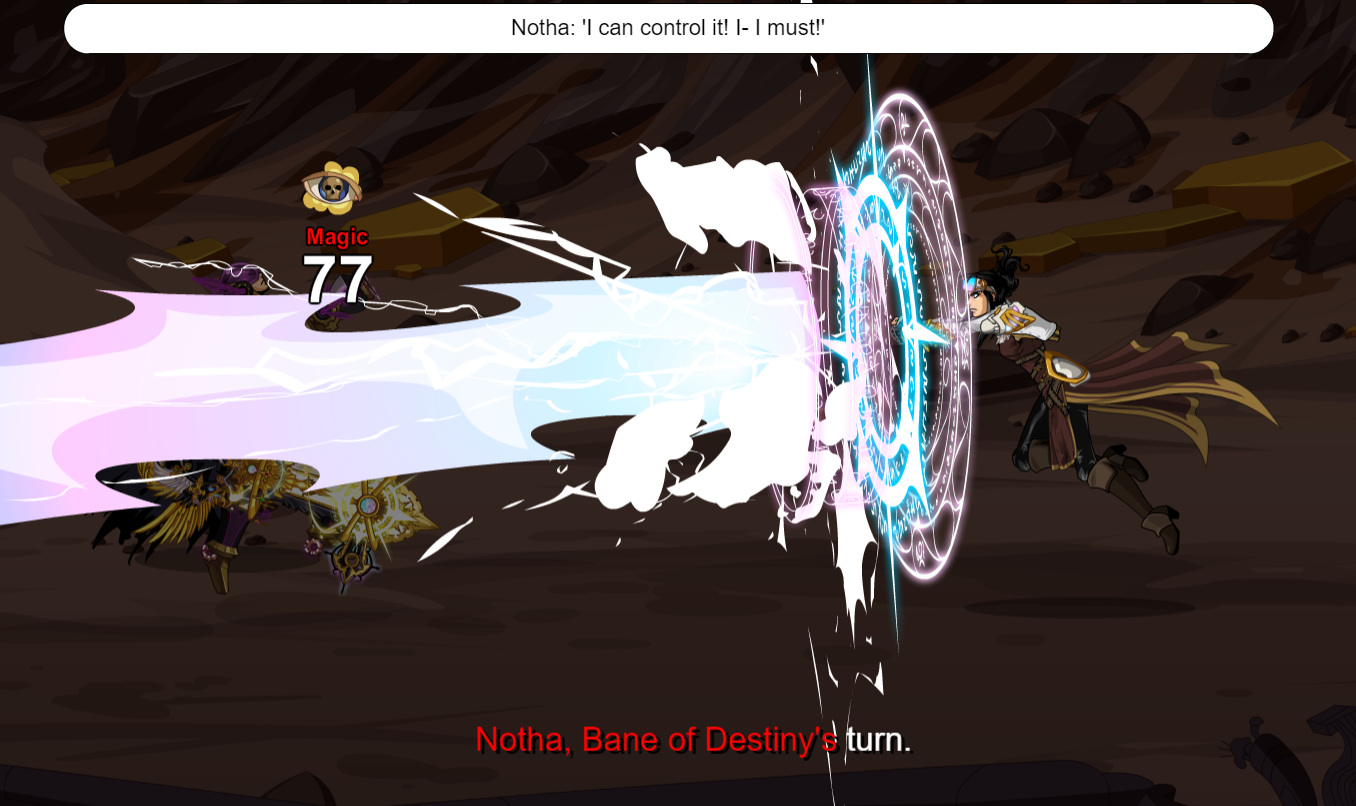 Notha: 'I can control it! I- I must!'
Magic
77
Notha, Bane of Destiny's turn.